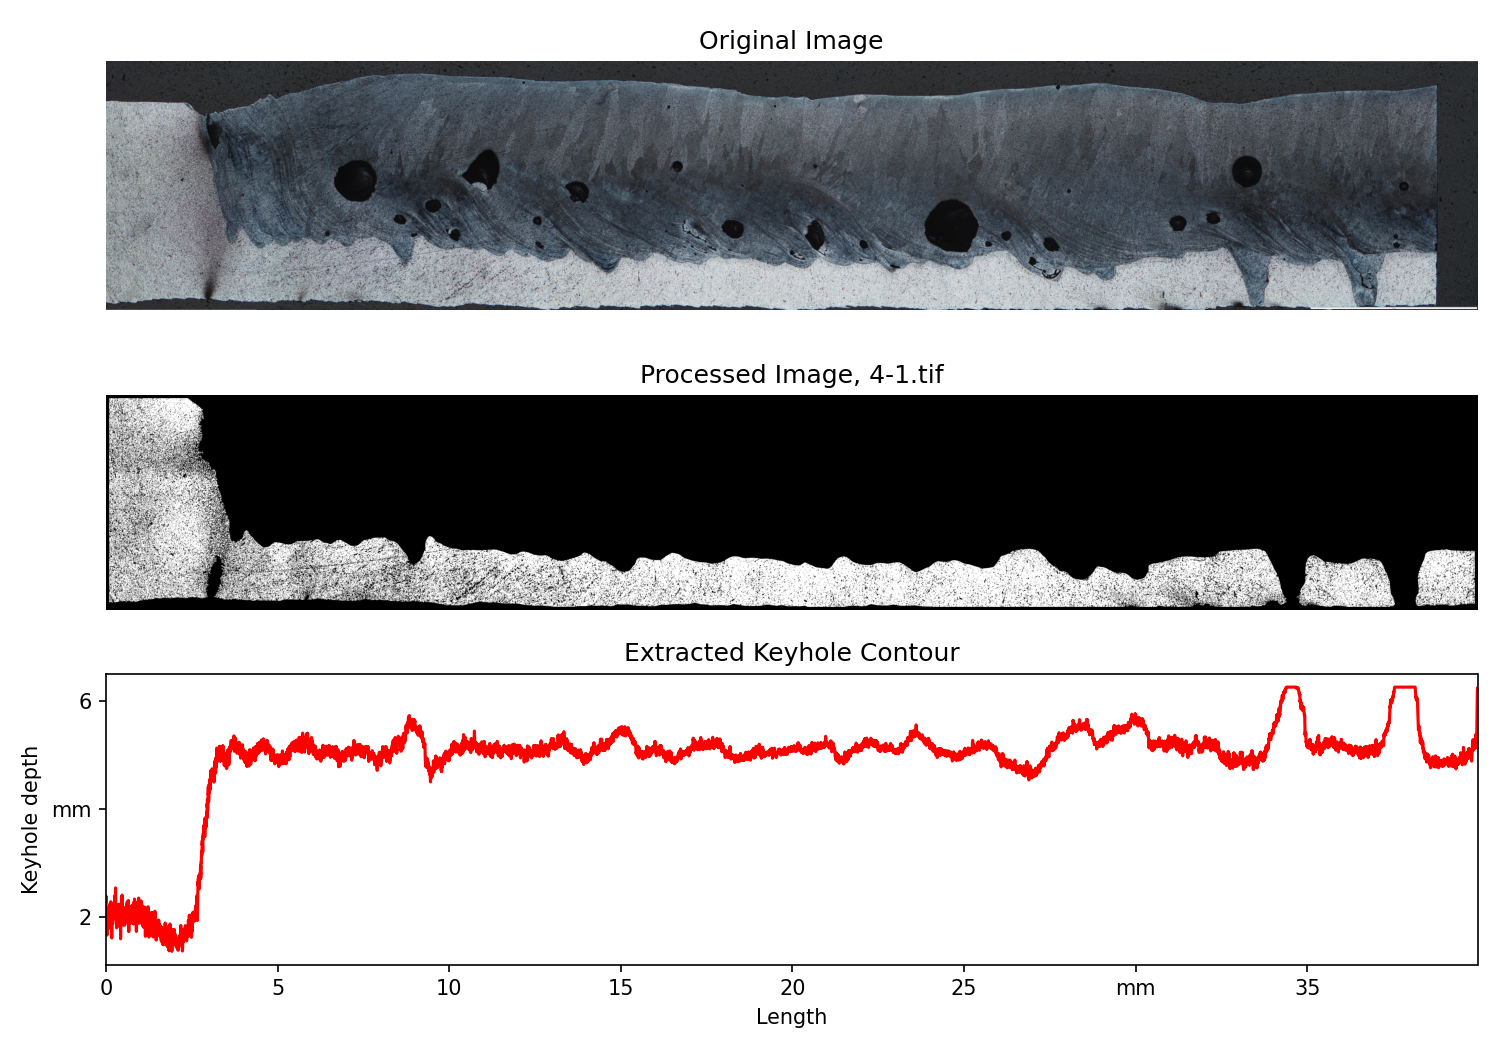 Original Image
Processed Image, 4-1.tif
Extracted Keyhole Contour
Keyhole depth
6
mm
2
0 5 10 15 20 25 mm 35
Length